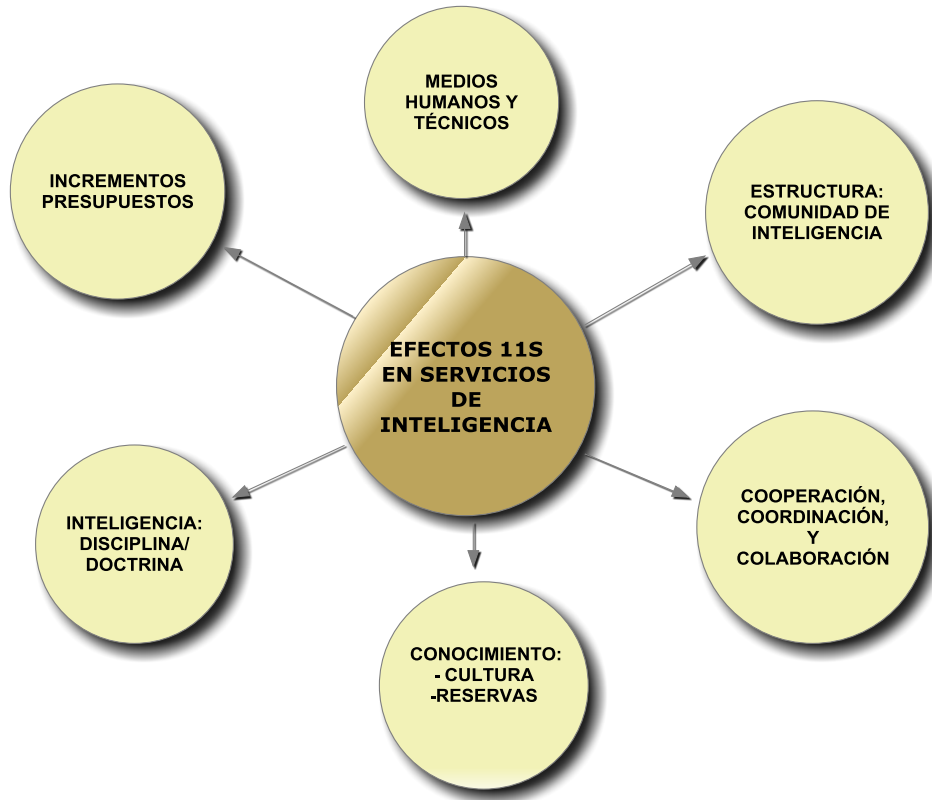 MEDIOS
HUMANOS Y
TÉCNICOS
INCREMENTOS
PRESUPUESTOS
ESTRUCTURA:
COMUNIDAD DE
INTELIGENCIA
EFECTOS 11S
EN SERVICIOS
DE
INTELIGENCIA
INTELIGENCIA:
DISCIPLINA/
DOCTRINA
COOPERACIÓN,
COORDINACIÓN,
Y
COLABORACIÓN
CONOCIMIENTO:
- CULTURA
-RESERVAS